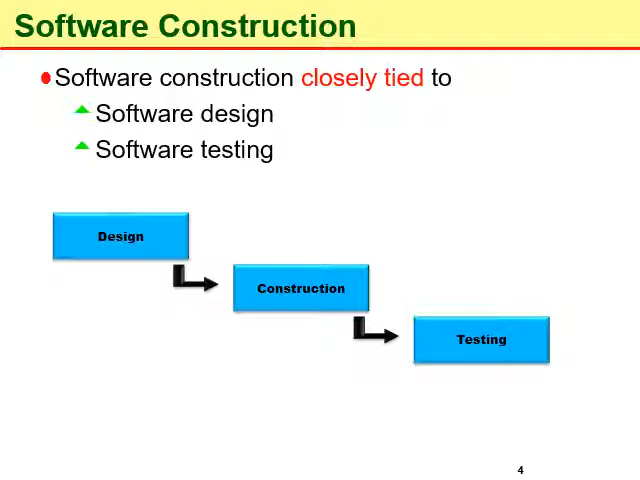 Software Construction
Software construction closely tied to
Software design
Software testing
Design
Construction
Testing
4